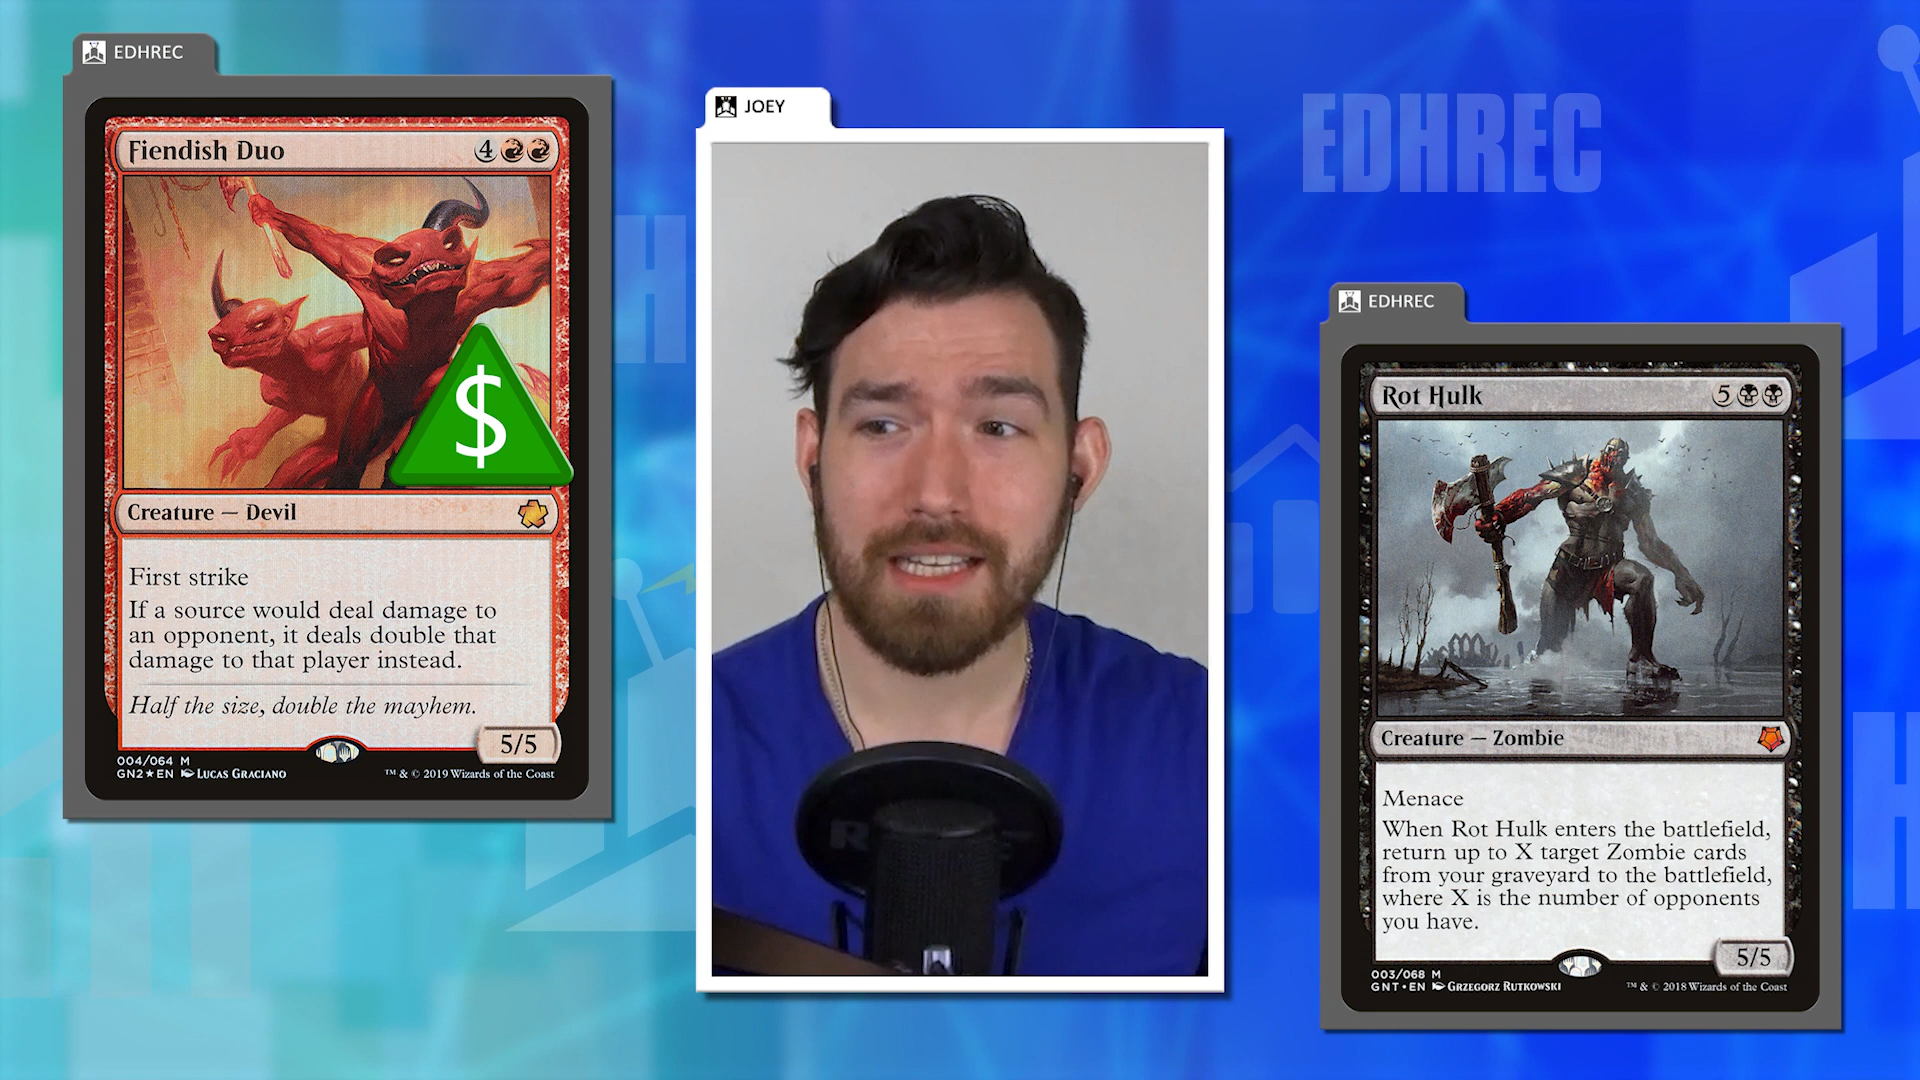 EDHREC
Fiendish Duo
4
$
Creature — Devil
First strike
If a source would deal damage to
an opponent, it deals double that
damage to that player instead.
Half the size, double the mayhem.
5/5
004/064 M
GN2★EN Lucas Graciano
™ & © 2019 Wizards of the Coast
JOEY
EDHREC
EDHREC
Rot Hulk
5
Creature — Zombie
Menace
When Rot Hulk enters the battlefield,
return up to X target Zombie cards
from your graveyard to the battlefield,
where X is the number of opponents
you have.
5/5
003/068 M
GNT•EN Grzegorz Rutkowski
™ & © 2018 Wizards of the Coast